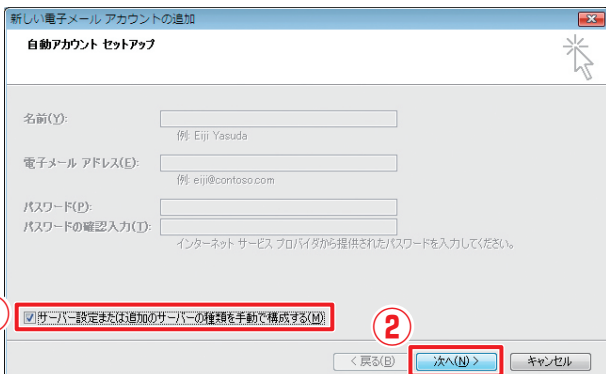 新しい電子メール アカウントの追加
自動アカウント セットアップ
名前(Y):
例: Eiji Yasuda
電子メール アドレス(E):
例: eiji@contoso.com
パスワード(P):
パスワードの確認入力(T):
インターネット サービス プロバイダから提供されたパスワードを入力してください。
サーバー設定または追加のサーバーの種類を手動で構成する(M)
2
< 戻る(B)
次へ(N) >
キャンセル